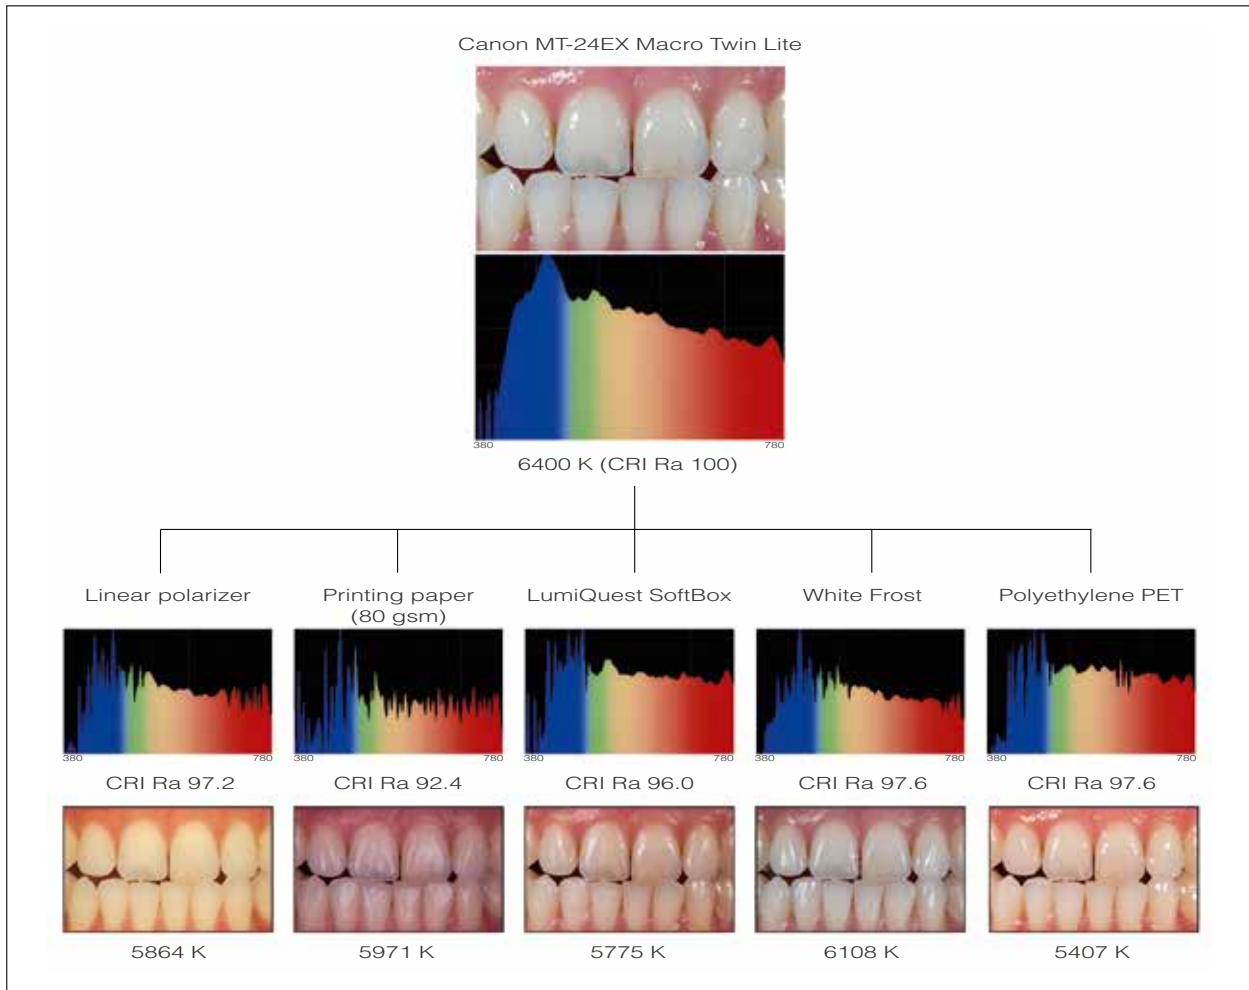 Canon MT-24EX Macro Twin Lite
380 780
6400 K (CRI Ra 100)
Linear polarizer
Printing paper
(80 gsm)
LumiQuest SoftBox
White Frost
Polyethylene PET
380 780
380 780
380 780
380 780
380 780
CRI Ra 97.2
CRI Ra 92.4
CRI Ra 96.0
CRI Ra 97.6
CRI Ra 97.6
5864 K
5971 K
5775 K
6108 K
5407 K